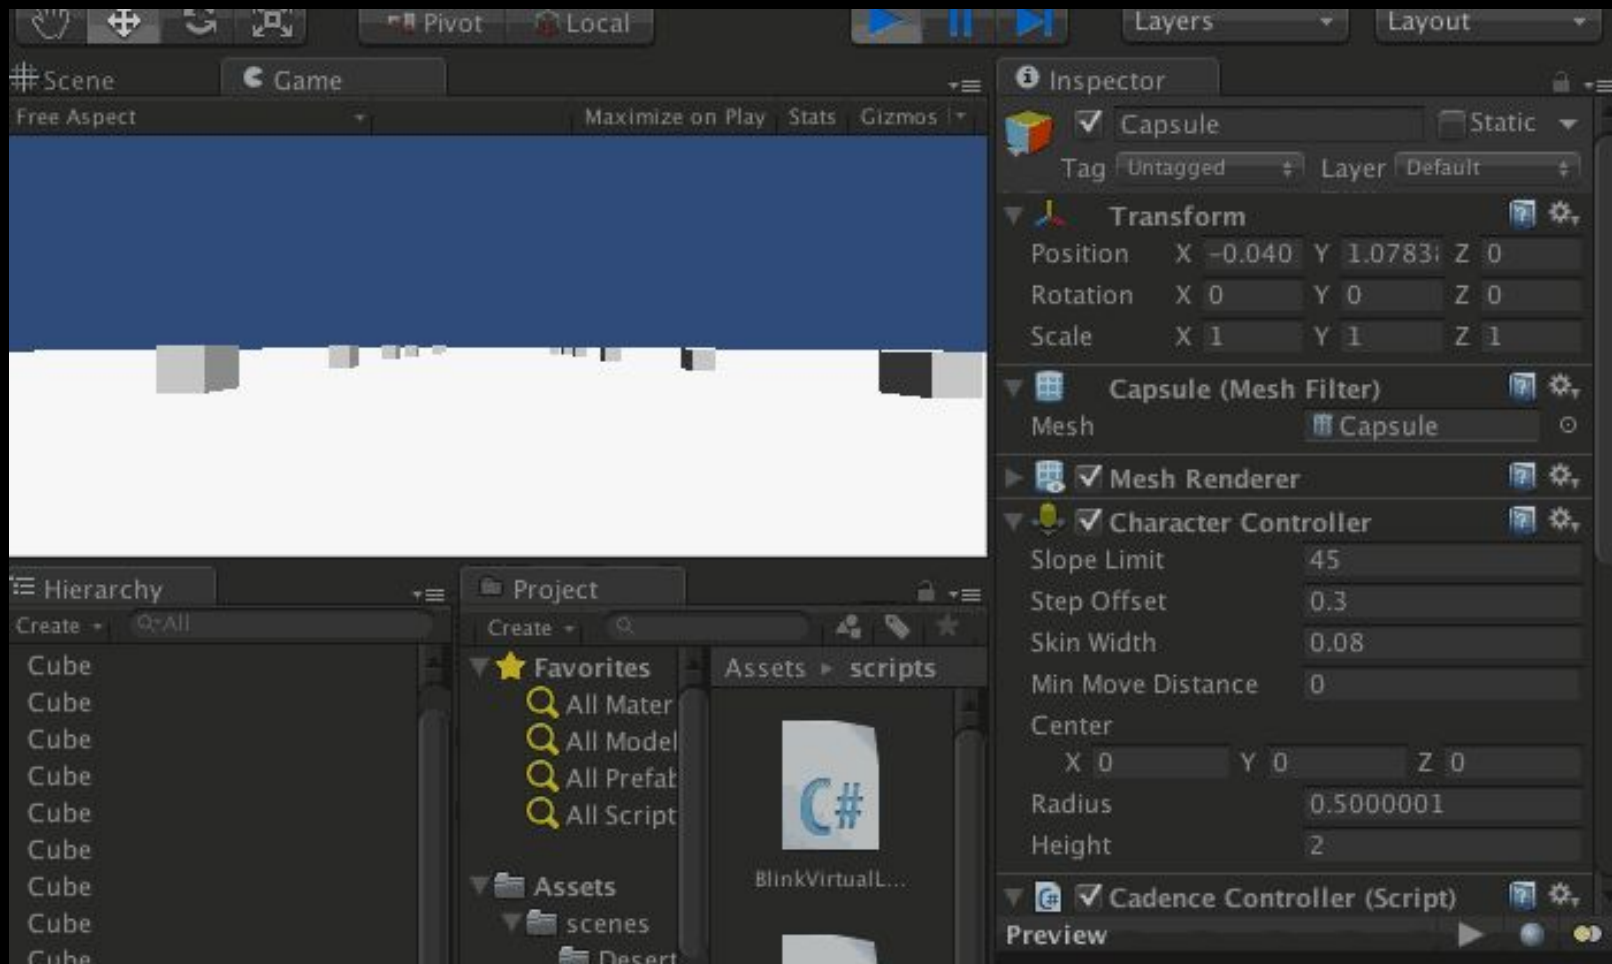 Pivot Local Layers Layout
Scene Game
Free Aspect Maximize on Play Stats Gizmos
Inspector
Capsule Static
Tag Untagged Layer Default
Transform
Position X -0.040 Y 1.0783 Z 0
Rotation X 0 Y 0 Z 0
Scale X 1 Y 1 Z 1
Capsule (Mesh Filter)
Mesh Capsule
Mesh Renderer
Character Controller
Slope Limit 45
Step Offset 0.3
Skin Width 0.08
Min Move Distance 0
Center
X 0 Y 0 Z 0
Radius 0.5000001
Height 2
C# Cadence Controller (Script)
Preview
Hierarchy
Create All
Cube
Cube
Cube
Cube
Cube
Cube
Cube
Cube
Cube
Project
Create
Favorites
All Mater
All Model
All Prefab
All Script
Assets
scenes
Desert
Assets scripts
C#
BlinkVirtualL...